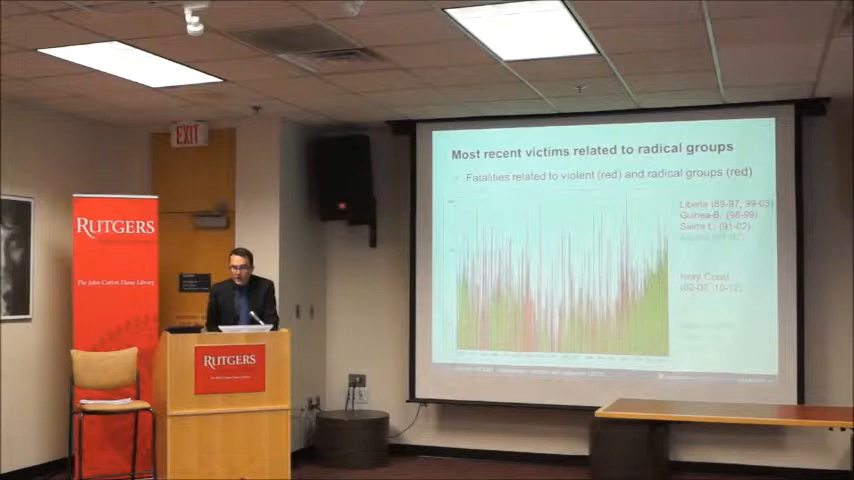 EXIT
RUTGERS
The John Cotton Dana Library
RUTGERS
Most recent victims related to radical groups
Fatalities related to violent (red) and radical groups (red)
Liberia (89-97, 99-03)
Guinea-B. (98-99)
Sierra L. (91-02)
Ivory Coast
(02-07, 10-12)